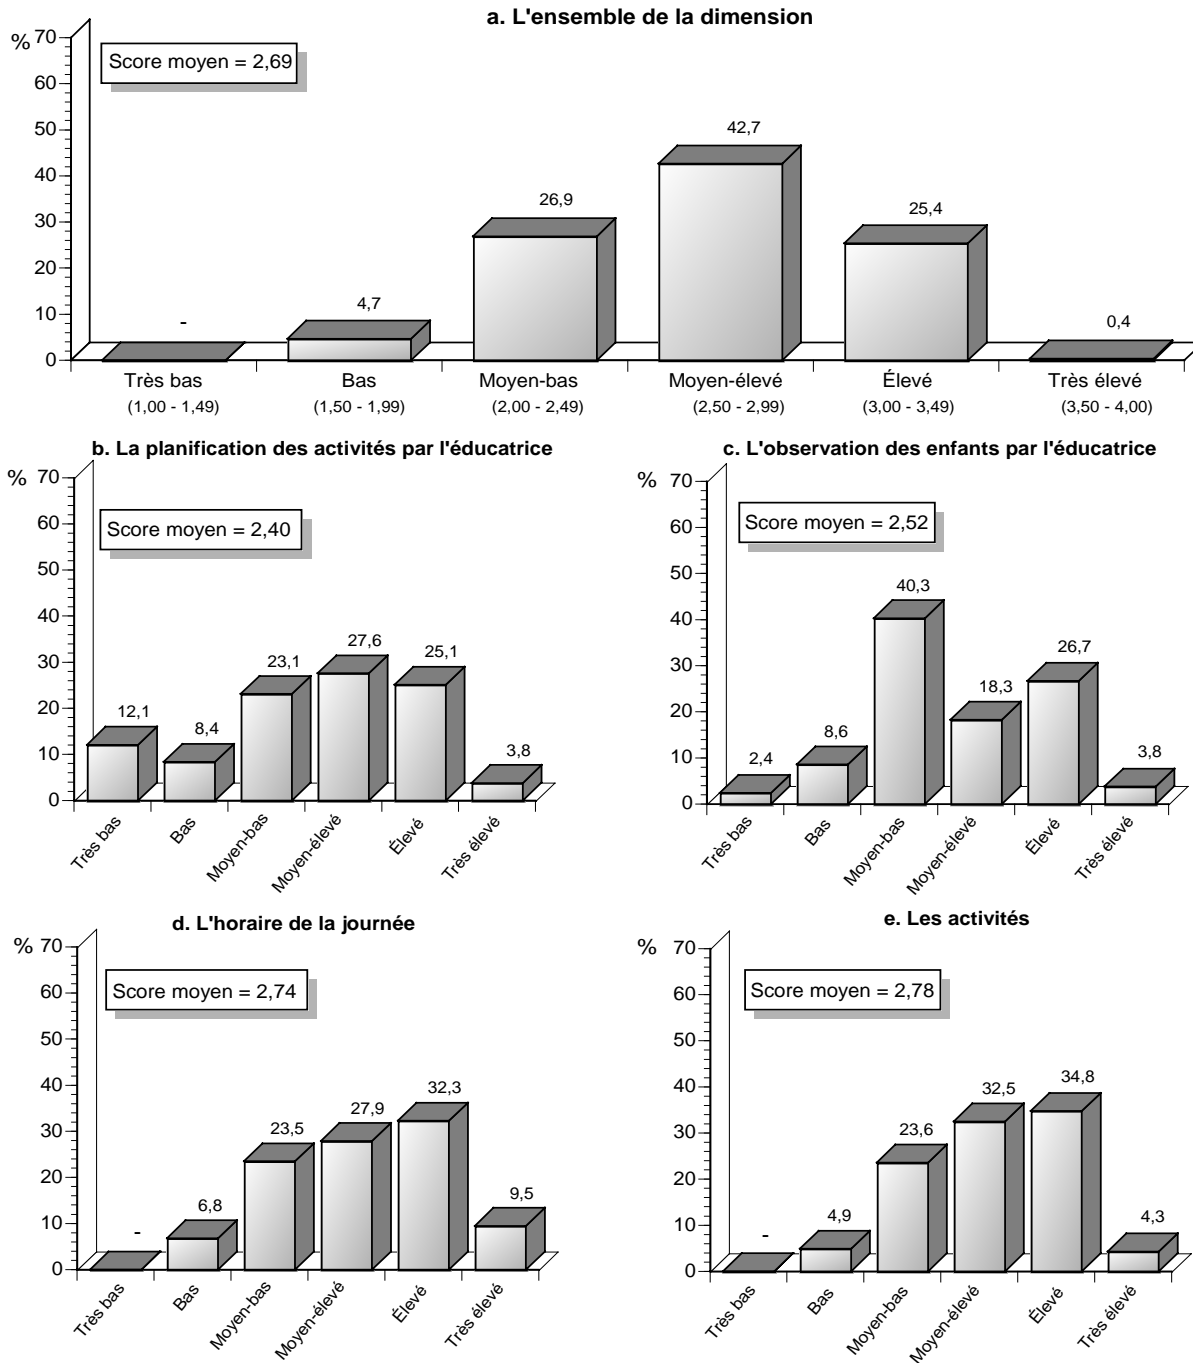 a. L'ensemble de la dimension
%
70
60
50
40
30
20
10
0
Score moyen = 2,69
-
4,7
26,9
42,7
25,4
0,4
Très bas
Bas
Moyen-bas
Moyen-élevé
Élevé
Très élevé
(1,00 - 1,49)
(1,50 - 1,99)
(2,00 - 2,49)
(2,50 - 2,99)
(3,00 - 3,49)
(3,50 - 4,00)
b. La planification des activités par l'éducatrice
%
70
60
50
40
30
20
10
0
Score moyen = 2,40
12,1
8,4
23,1
27,6
25,1
3,8
Très bas
Bas
Moyen-bas
Moyen-élevé
Élevé
Très élevé
c. L'observation des enfants par l'éducatrice
%
70
60
50
40
30
20
10
0
Score moyen = 2,52
2,4
8,6
40,3
18,3
26,7
3,8
Très bas
Bas
Moyen-bas
Moyen-élevé
Élevé
Très élevé
d. L'horaire de la journée
%
70
60
50
40
30
20
10
0
Score moyen = 2,74
-
6,8
23,5
27,9
32,3
9,5
Très bas
Bas
Moyen-bas
Moyen-élevé
Élevé
Très élevé
e. Les activités
%
70
60
50
40
30
20
10
0
Score moyen = 2,78
-
4,9
23,6
32,5
34,8
4,3
Très bas
Bas
Moyen-bas
Moyen-élevé
Élevé
Très élevé